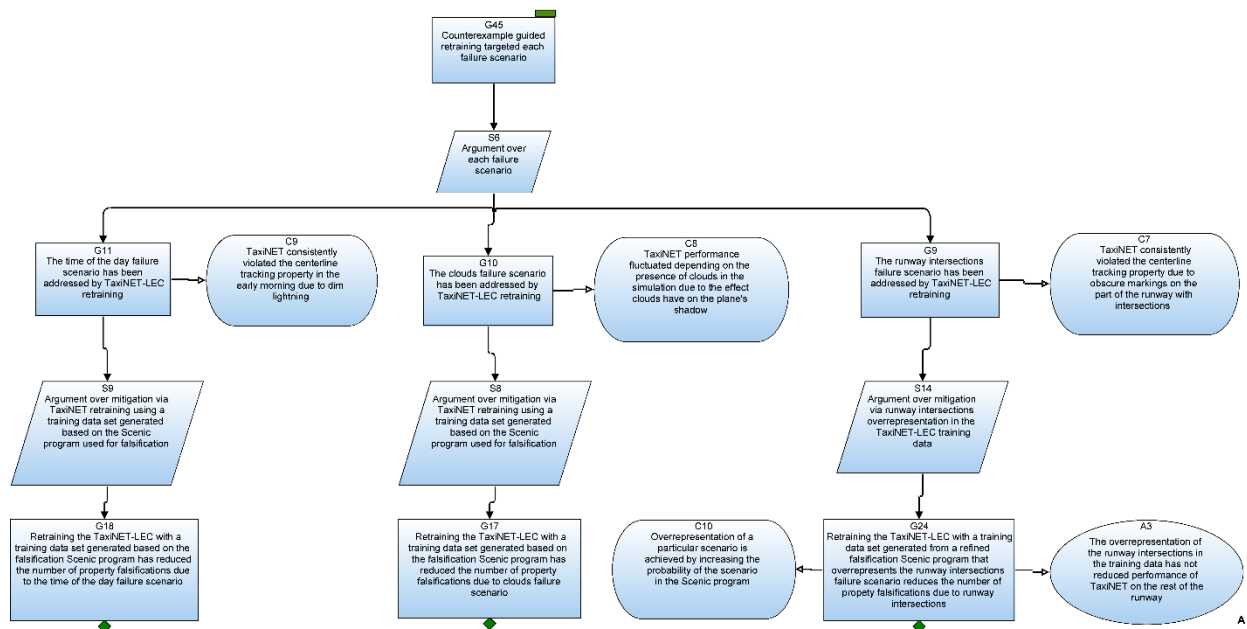 G45
Counterexample guided
retraining targeted each
failure scenario
S6
Argument over
each failure
scenario
G11
The time of the day failure
scenario has been
addressed by TaxiNET-LEC
retraining
C9
TaxiNET consistently
violated the centerline
tracking property in the
early morning due to dim
lightning
G10
The clouds failure scenario
has been addressed by
TaxiNET-LEC retraining
C8
TaxiNET performance
fluctuated depending on the
presence of clouds in the
simulation due to the effect
clouds have on the plane's
shadow
G9
The runway intersections
failure scenario has been
addressed by TaxiNET-LEC
retraining
C7
TaxiNET consistently
violated the centerline
tracking property due to
obscure markings on the
part of the runway with
intersections
S9
Argument over mitigation via
TaxiNET retraining using a
training data set generated
based on the Scenic
program used for falsification
S8
Argument over mitigation via
TaxiNET retraining using a
training data set generated
based on the Scenic
program used for falsification
S14
Argument over mitigation
via runway intersections
overrepresentation in the
TaxiNET-LEC training
data
G18
Retraining the TaxiNET-LEC with a
training data set generated based on the
falsification Scenic program has reduced
the number of property falsifications due
to the time of the day failure scenario
G17
Retraining the TaxiNET-LEC with a
training data set generated based on
the falsification Scenic program has
reduced the number of property
falsifications due to clouds failure
scenario
C10
Overrepresentation of a
particular scenario is
achieved by increasing the
probability of the scenario
in the Scenic program
G24
Retraining the TaxiNET-LEC with a training
data set generated from a refined
falsification Scenic program that
overrepresents the runway intersections
failure scenario reduces the number of
propety falsifications due to runway
intersections
A3
The overrepresentation of
the runway intersections in
the training data has not
reduced performance of
TaxiNET on the rest of the
runway
A